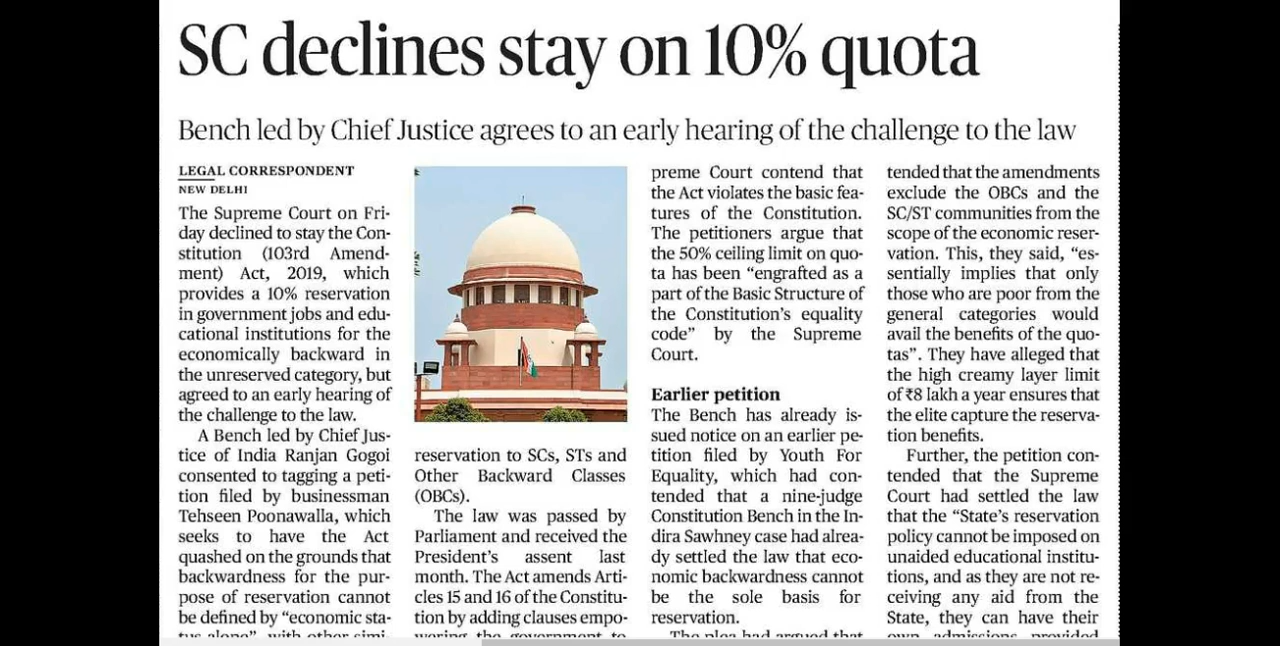 SC declines stay on 10% quota
Bench led by Chief Justice agrees to an early hearing of the challenge to the law
LEGAL CORRESPONDENT
NEW DELHI
The Supreme Court on Fri-
day declined to stay the Con-
stitution (103rd Amend-
ment) Act, 2019, which
provides a 10% reservation
in government jobs and edu-
cational institutions for the
economically backward in
the unreserved category, but
agreed to an early hearing of
the challenge to the law.
A Bench led by Chief Jus-
tice of India Ranjan Gogoi
consented to tagging a peti-
tion filed by businessman
Tehseen Poonawalla, which
seeks to have the Act
quashed on the grounds that
backwardness for the pur-
pose of reservation cannot
be defined by “economic sta-
tus alone”, with other simi-
reservation to SCs, STs and
Other Backward Classes
(OBCs).
The law was passed by
Parliament and received the
President’s assent last
month. The Act amends Arti-
cles 15 and 16 of the Constitu-
tion by adding clauses empo-
wering the government to
preme Court contend that
the Act violates the basic fea-
tures of the Constitution.
The petitioners argue that
the 50% ceiling limit on quo-
ta has been “engrafted as a
part of the Basic Structure of
the Constitution’s equality
code” by the Supreme
Court.
Earlier petition
The Bench has already is-
sued notice on an earlier pe-
tition filed by Youth For
Equality, which had con-
tended that a nine-judge
Constitution Bench in the In-
dira Sawhney case had alrea-
dy settled the law that eco-
nomic backwardness cannot
be the sole basis for
reservation.
The plea had argued that
tended that the amendments
exclude the OBCs and the
SC/ST communities from the
scope of the economic reser-
vation. This, they said, “es-
sentially implies that only
those who are poor from the
general categories would
avail the benefits of the quo-
tas”. They have alleged that
the high creamy layer limit
of ₹8 lakh a year ensures that
the elite capture the reserva-
tion benefits.
Further, the petition con-
tended that the Supreme
Court had settled the law
that the “State’s reservation
policy cannot be imposed on
unaided educational institu-
tions, and as they are not re-
ceiving any aid from the
State, they can have their
own admissions provided